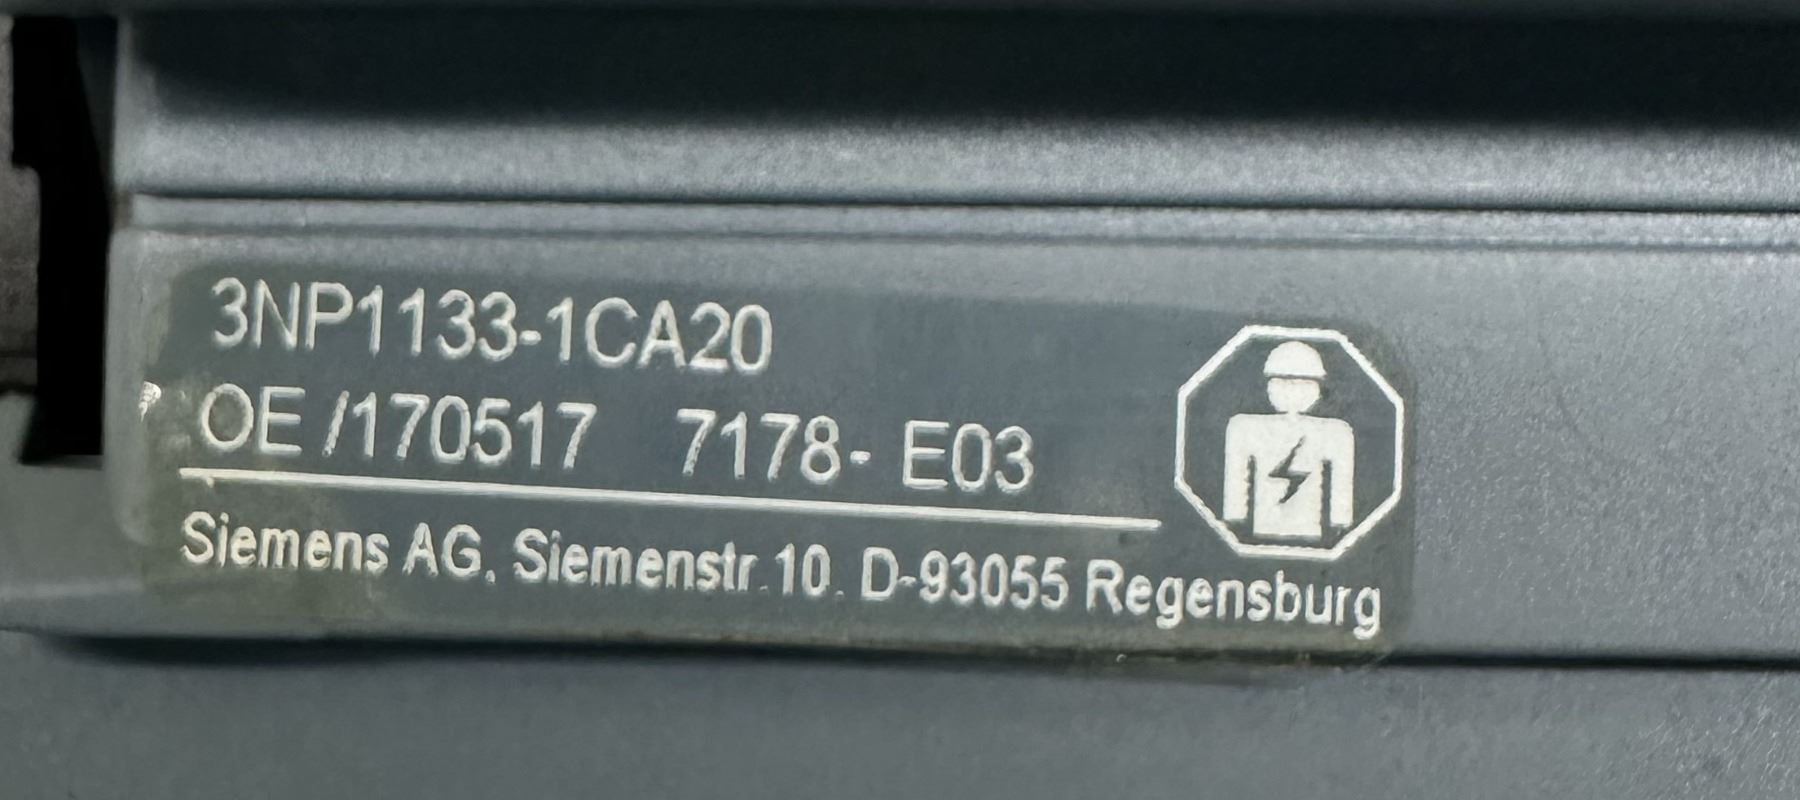 3NP1133-1CA20
OE /170517 7178- E03
Siemens AG, Siemenstr.10. D-93055 Regensburg